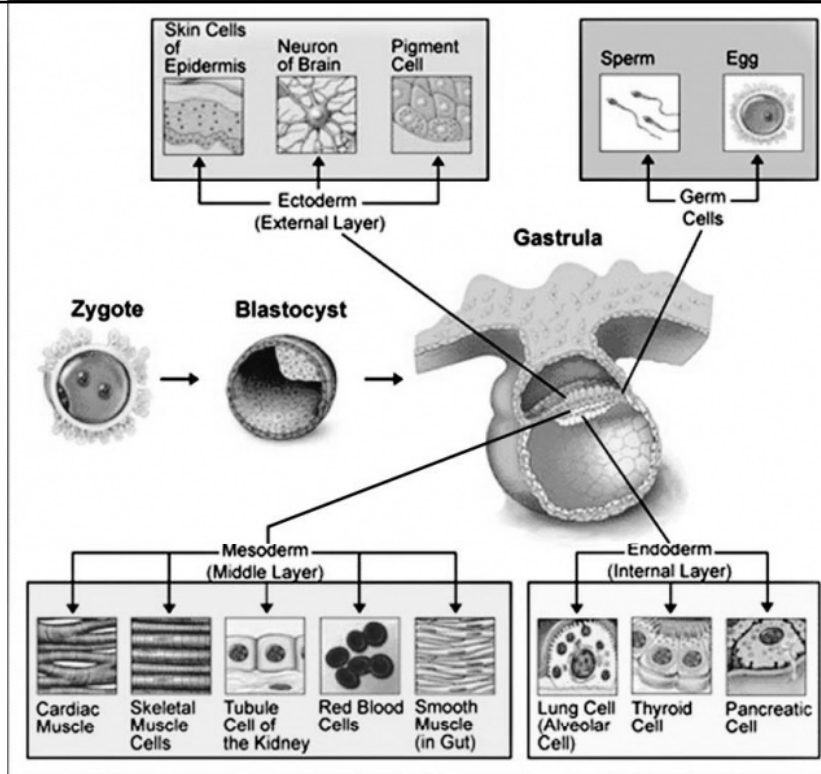 Skin Cells
of
Epidermis
Neuron
of Brain
Pigment
Cell
Sperm
Egg
Ectoderm
(External Layer)
Germ
Cells
Gastrula
Zygote
Blastocyst
Mesoderm
(Middle Layer)
Endoderm
(Internal Layer)
Cardiac
Muscle
Skeletal
Muscle
Cells
Tubule
Cell of
the Kidney
Red Blood
Cells
Smooth
Muscle
(in Gut)
Lung Cell
(Alveolar
Cell)
Thyroid
Cell
Pancreatic
Cell